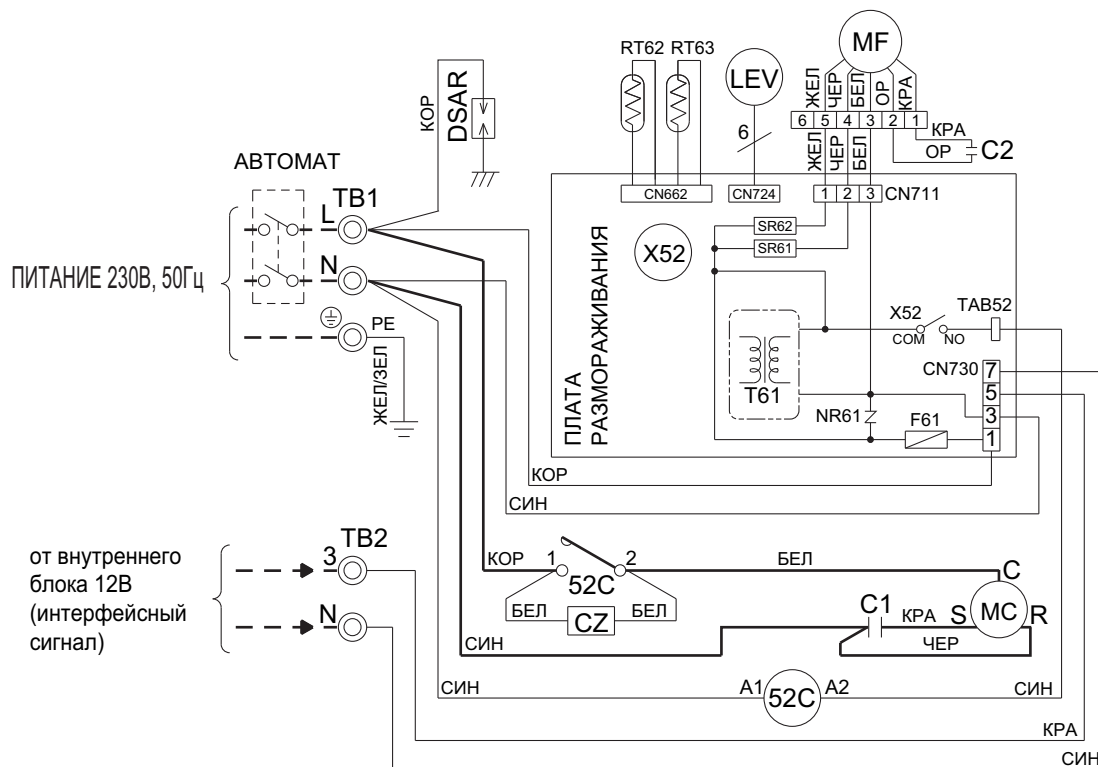 RT62 RT63
MF
LEV
КОР
DSAR
ЖЕЛ ЧЕР БЕЛ ОР КРА
6 5 4 3 2 1
6
КРА
ОР
C2
ЖЕЛ ЧЕР БЕЛ
АВТОМАТ
TB1
L
N
PE
ЖЕЛ/ЗЕЛ
ПИТАНИЕ 230В, 50Гц
CN662
CN724
1 2 3
CN711
SR62
SR61
X52
ПЛАТА
РАЗМОРАЖИВАНИЯ
X52
TAB52
COM
NO
T61
CN730
7
5
3
1
NR61
F61
КОР
СИН
TB2
3
N
от внутреннего
блока 12В
(интерфейсный
сигнал)
КОР
1
2
52C
БЕЛ
БЕЛ
БЕЛ
CZ
C
C1
КРА
S
MC
R
ЧЕР
СИН
СИН
A1
52C
A2
СИН
КРА
СИН